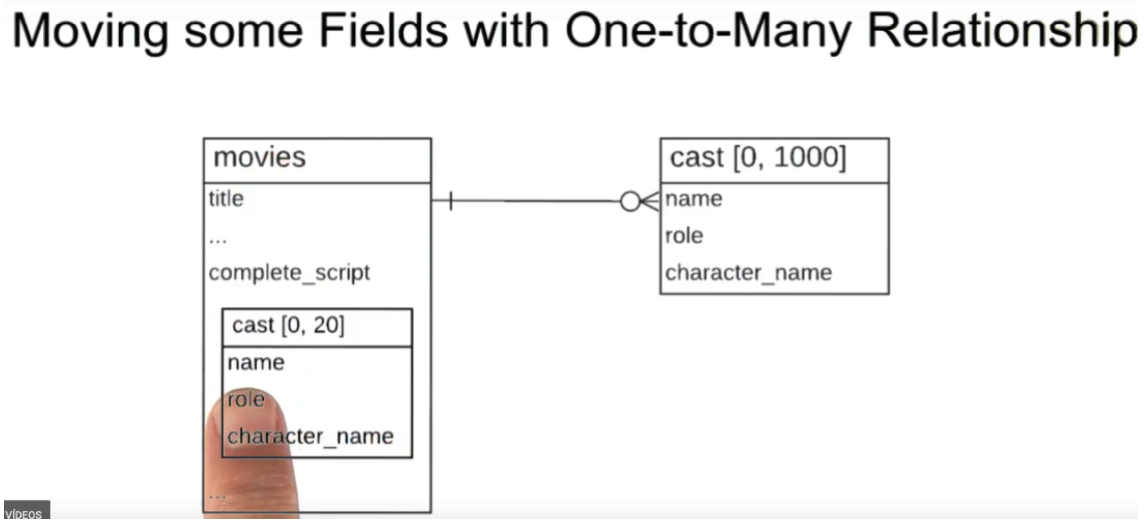 Moving some Fields with One-to-Many Relationship
movies
title
...
complete_script
cast [0, 20]
name
role
character_name
...
cast [0, 1000]
name
role
character_name
VÍDEOS